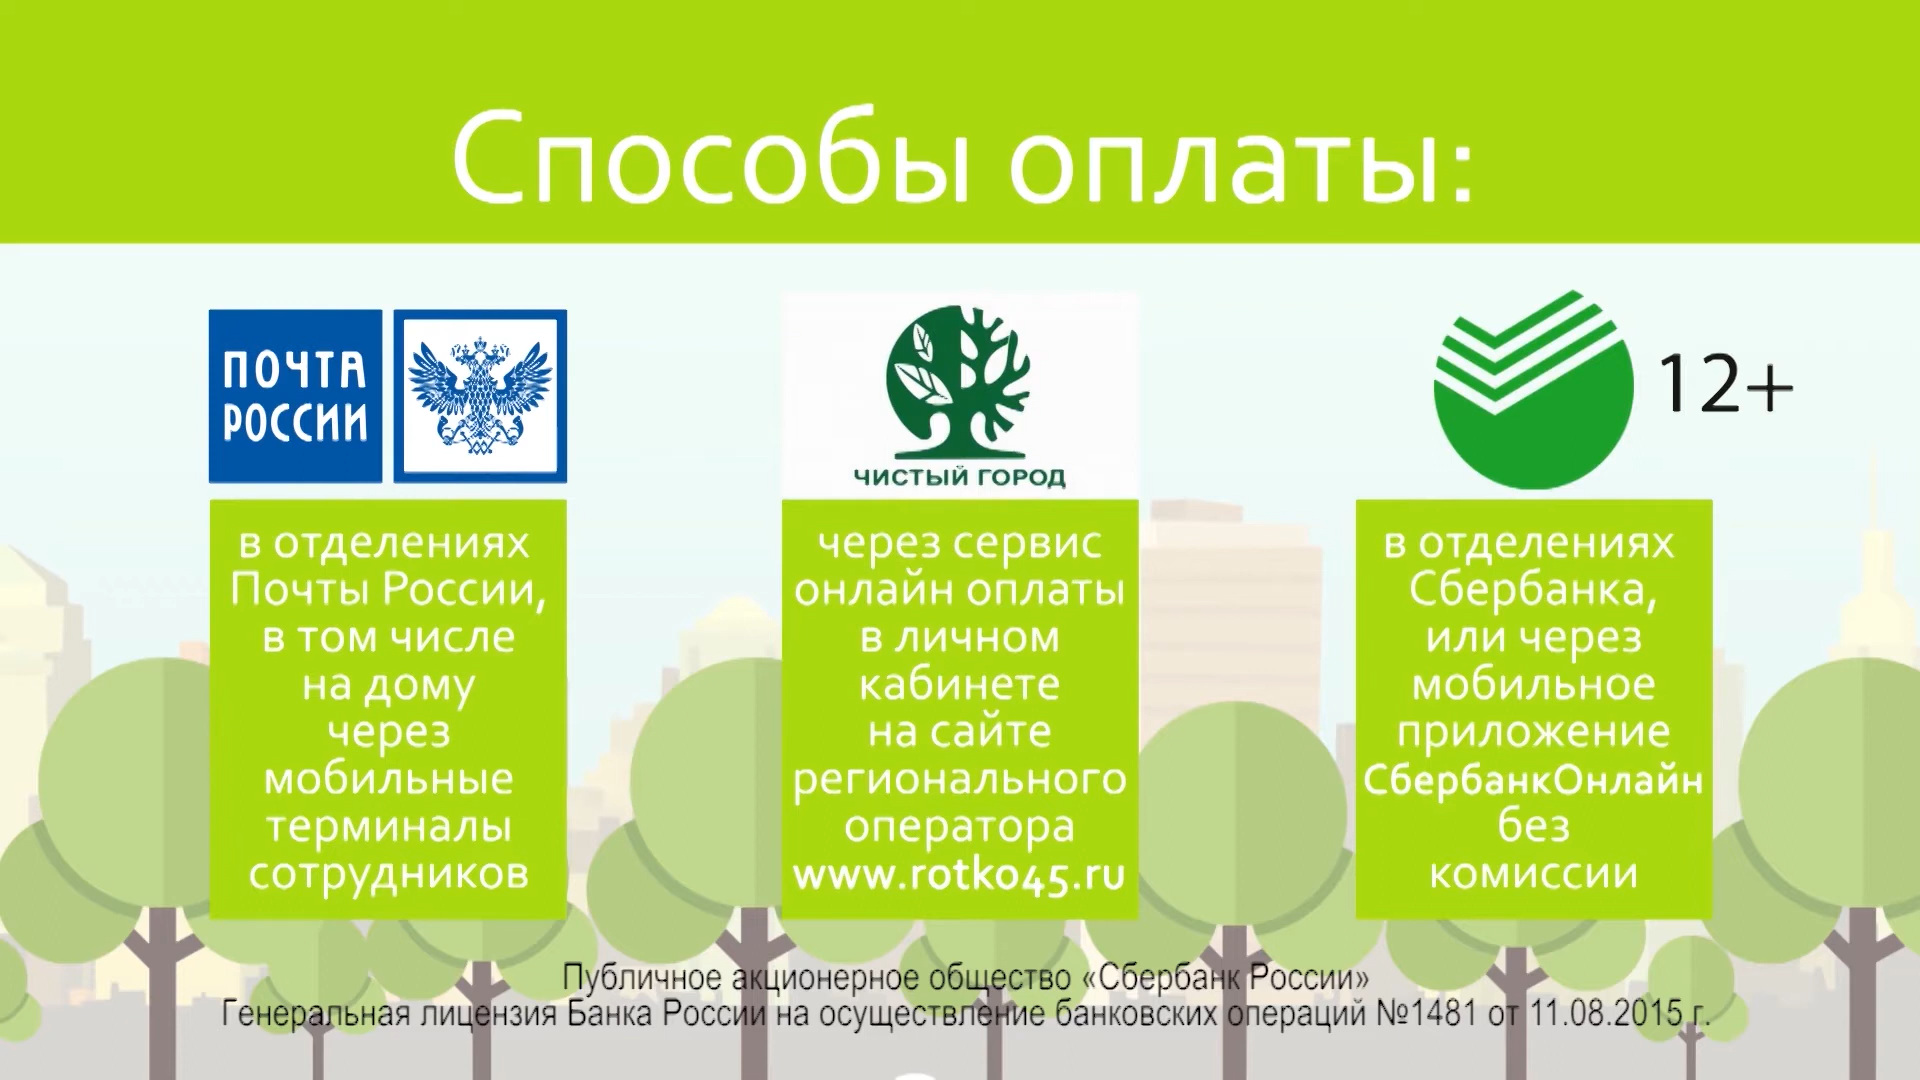 Способы оплаты:
ПОЧТА
РОССИИ
ЧИСТЫЙ ГОРОД
12+
в отделениях
Почты России,
в том числе
на дому
через
мобильные
терминалы
сотрудников
через сервис
онлайн оплаты
в личном
кабинете
на сайте
регионального
оператора
www.rotko45.ru
в отделениях
Сбербанка,
или через
мобильное
приложение
СбербанкОнлайн
без
комиссии
Публичное акционерное общество «Сбербанк России»
Генеральная лицензия Банка России на осуществление банковских операций №1481 от 11.08.2015 г.